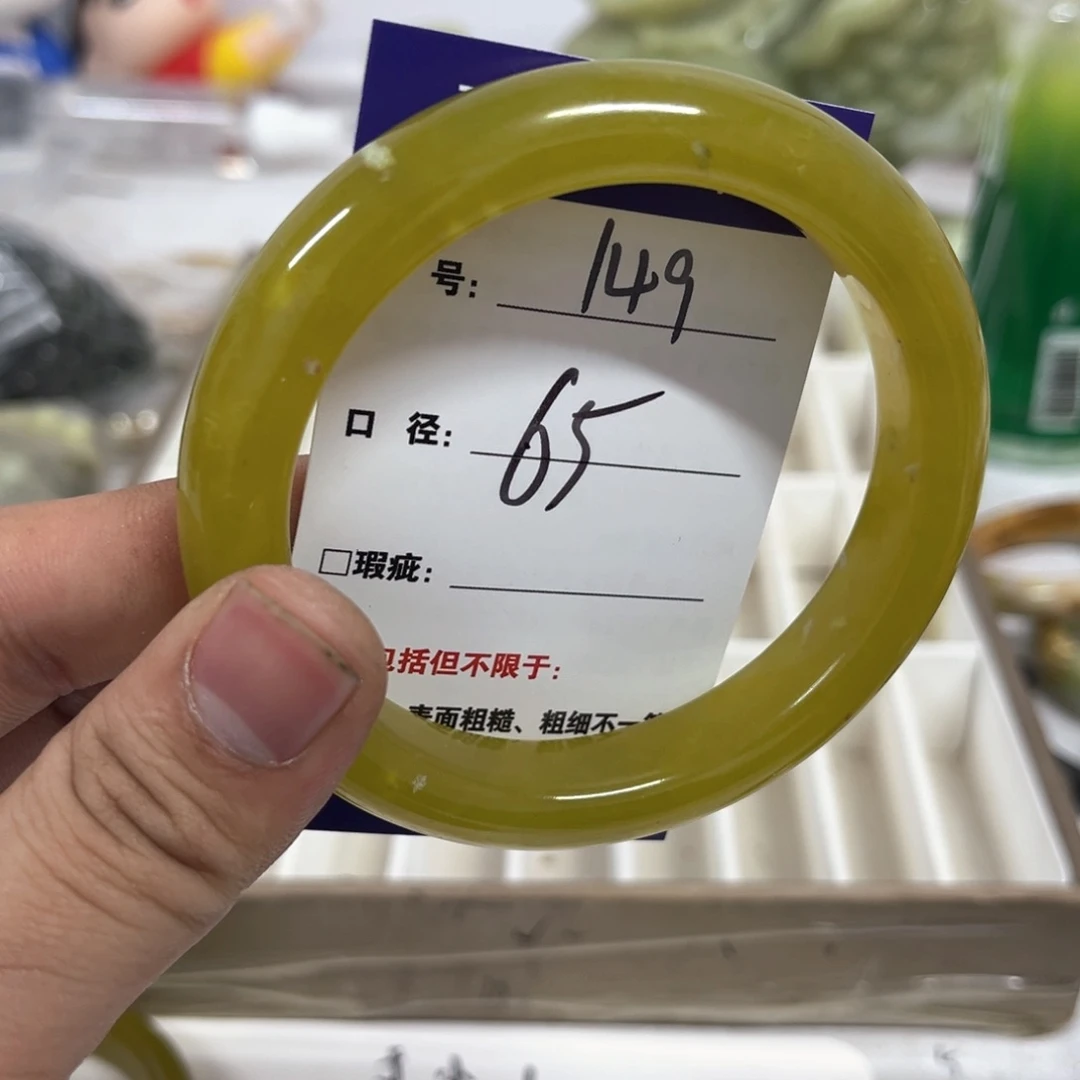 号: 149
口 径: 65
□瑕疵:
包括但不限于:
表面粗糙、粗细不一